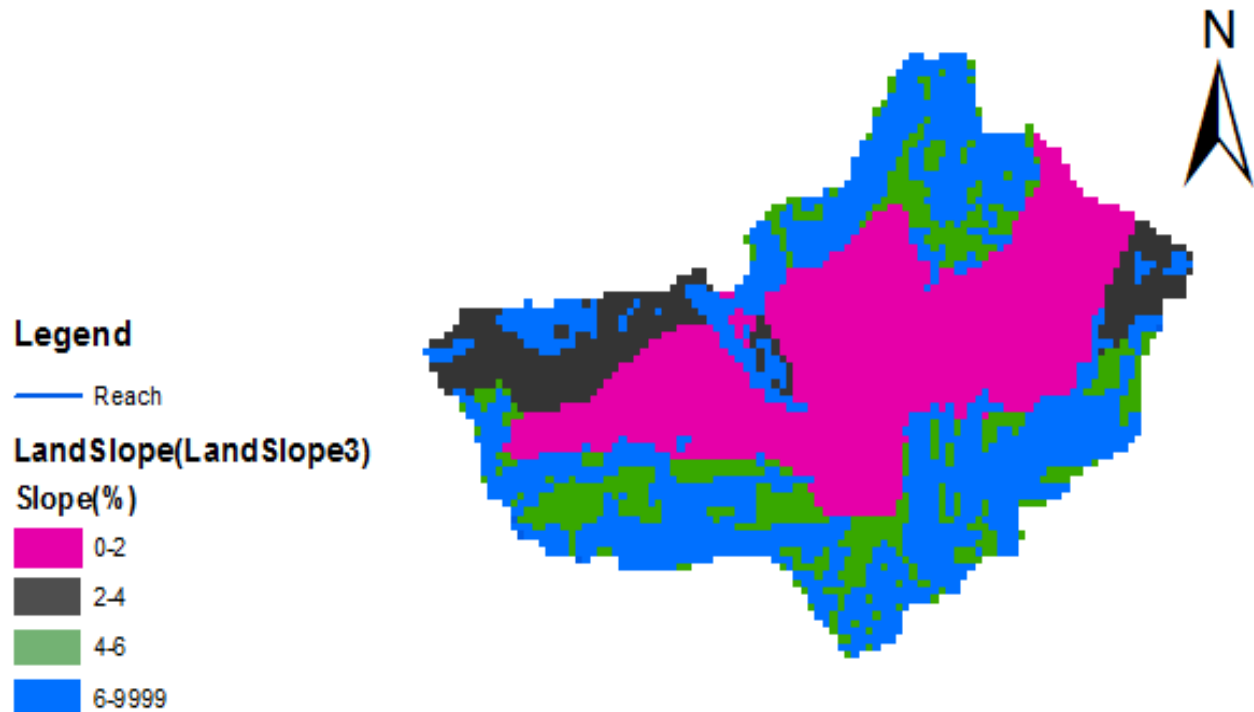 N
Legend
Reach
LandSlope(LandSlope3)
Slope(%)
0-2
2-4
4-6
6-9999